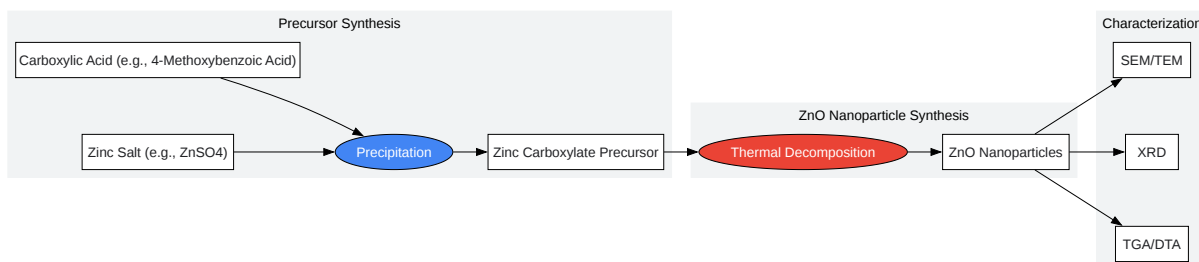 Precursor Synthesis
Carboxylic Acid (e.g., 4-Methoxybenzoic Acid)
Zinc Salt (e.g., ZnSO4)
Precipitation
Zinc Carboxylate Precursor
ZnO Nanoparticle Synthesis
Thermal Decomposition
ZnO Nanoparticles
Characterization
SEM/TEM
XRD
TGA/DTA